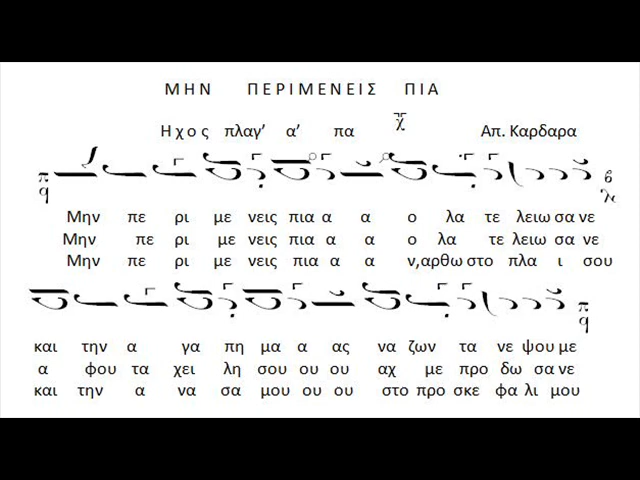 ΜΗΝ ΠΕΡΙΜΕΝΕΙΣ ΠΙΑ
Ηχος πλαγ’ α’ πα Απ. Καρδαρα
Μην πε ρι με νεις πια α α ο λα τε λειω σα νε
Μην πε ρι με νεις πια α α ο λα τε λειω σα νε
Μην πε ρι με νεις πια α α ν,αρθω στο πλα ι σου
και την α γα πη μα α ας να ζων τα νε ψου με
α φου τα χει λη σου ου ου αχ με προ δω σα νε
και την α να σα μου ου ου στο προ σκε φα λι μου